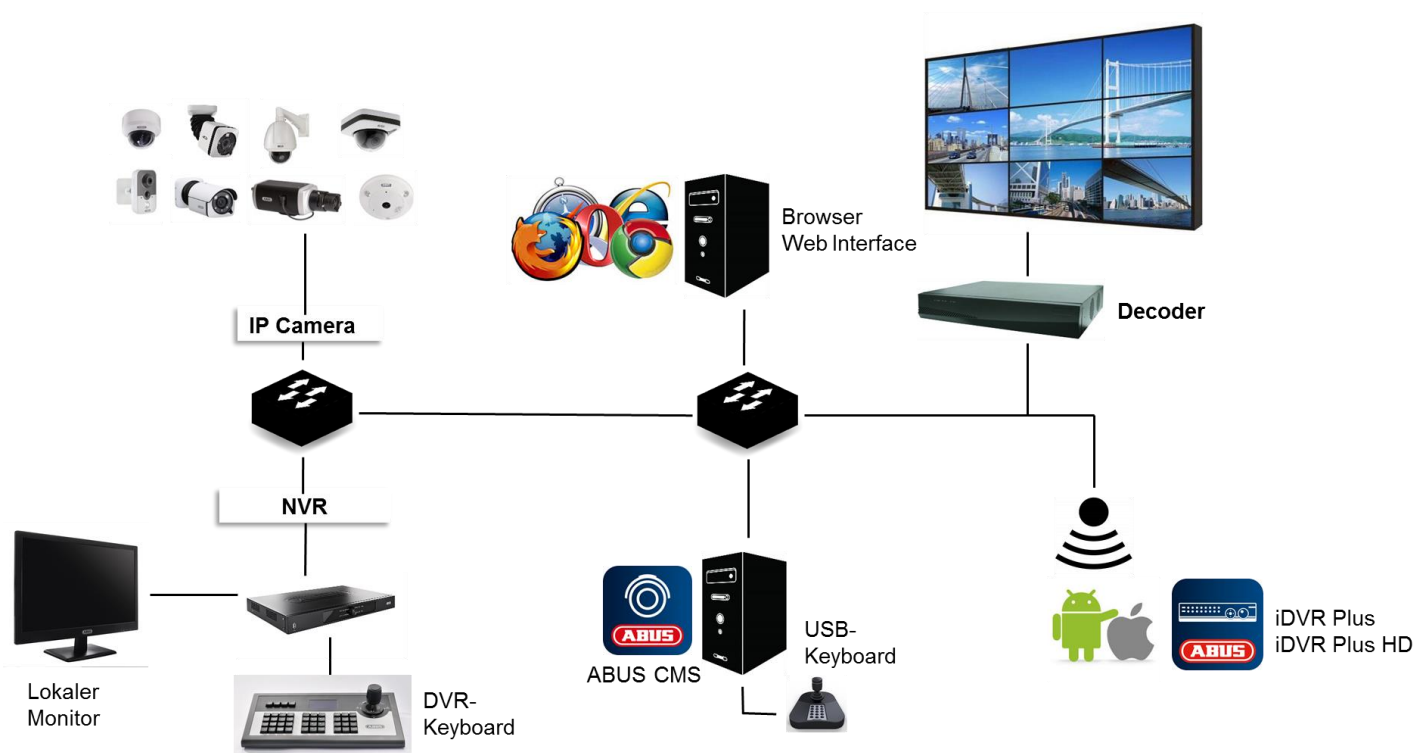 Browser
Web Interface
IP Camera
Decoder
NVR
Lokaler
Monitor
DVR-
Keyboard
ABUS
ABUS CMS
USB-
Keyboard
ABUS
iDVR Plus
iDVR Plus HD